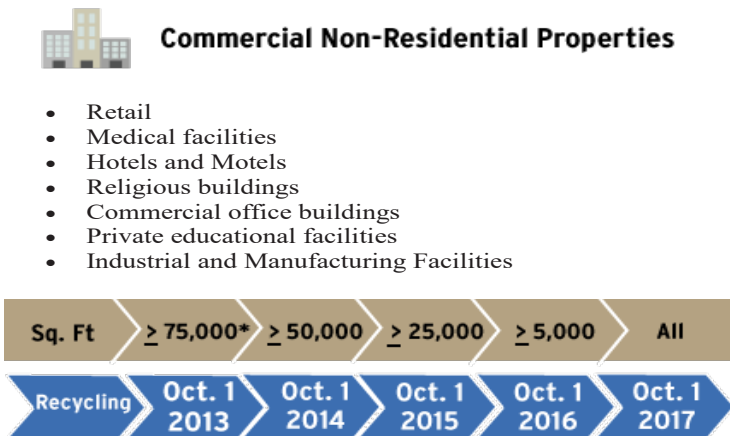 Commercial Non-Residential Properties
• Retail
• Medical facilities
• Hotels and Motels
• Religious buildings
• Commercial office buildings
• Private educational facilities
• Industrial and Manufacturing Facilities
Sq. Ft ≥ 75,000* ≥ 50,000 ≥ 25,000 ≥ 5,000 All
Recycling Oct. 1 2013 Oct. 1 2014 Oct. 1 2015 Oct. 1 2016 Oct. 1 2017